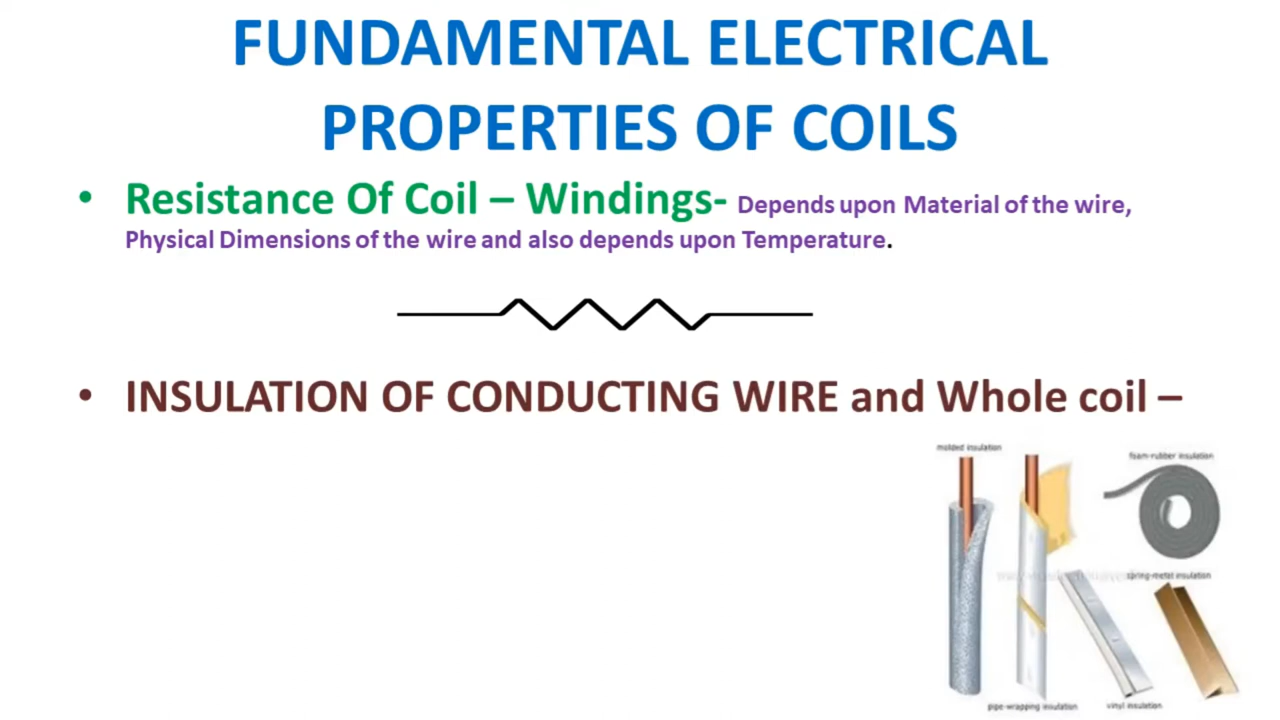 FUNDAMENTAL ELECTRICAL
PROPERTIES OF COILS
• Resistance Of Coil – Windings- Depends upon Material of the wire,
Physical Dimensions of the wire and also depends upon Temperature.
• INSULATION OF CONDUCTING WIRE and Whole coil –
molded insulation
foam-rubber insulation
spring-metal insulation
pipe-wrapping insulation
vinyl insulation